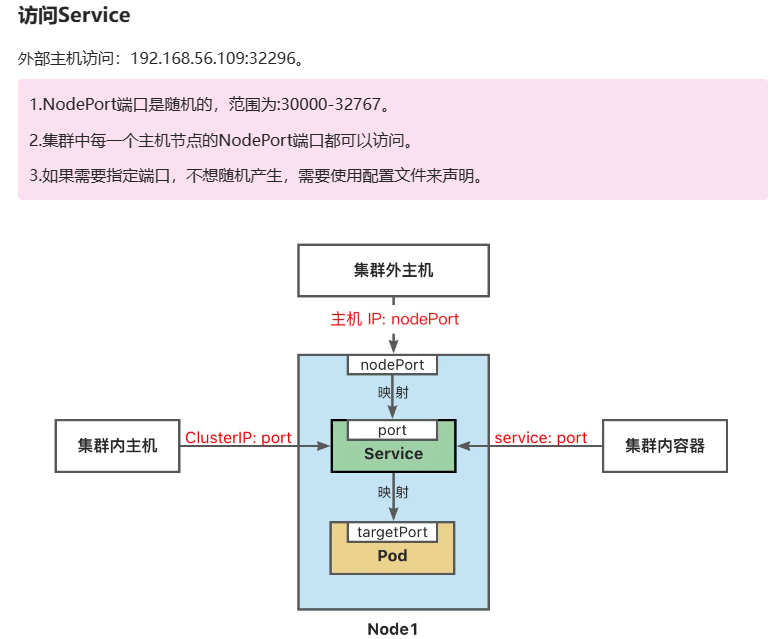 访问Service
外部主机访问：192.168.56.109:32296。
1.NodePort端口是随机的，范围为:30000-32767。
2.集群中每一个主机节点的NodePort端口都可以访问。
3.如果需要指定端口，不想随机产生，需要使用配置文件来声明。
集群外主机
主机 IP: nodePort
nodePort
映 射
port
Service
集群内主机
ClusterIP: port
service: port
集群内容器
映 射
targetPort
Pod
Node1